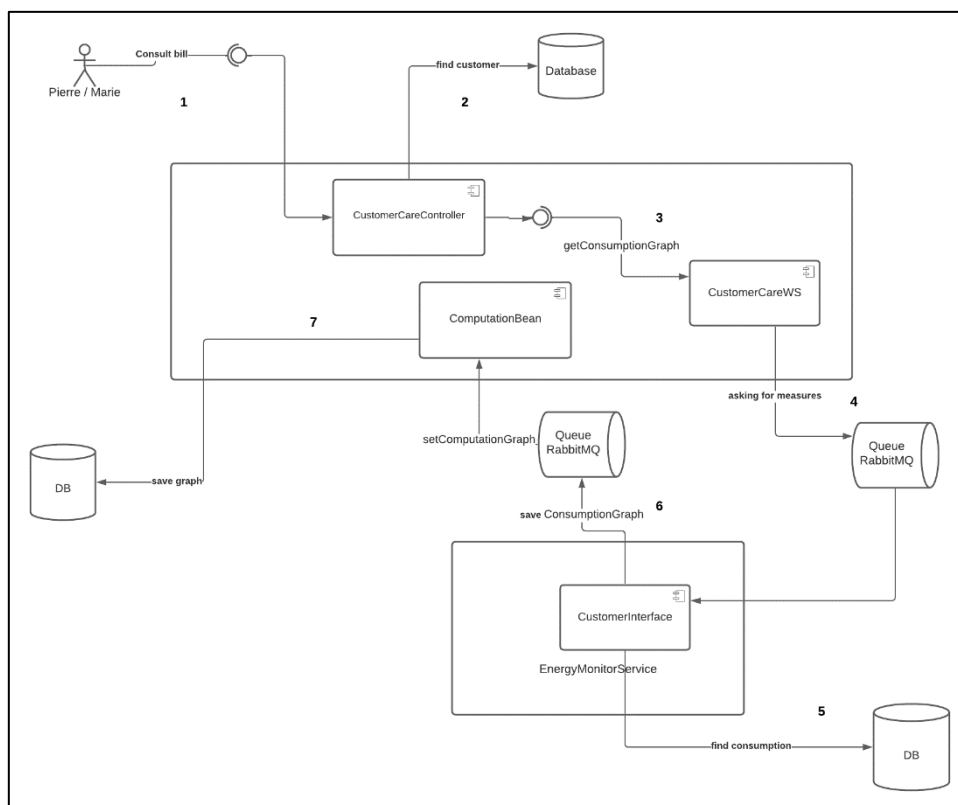 Consult bill
Pierre / Marie
1
find customer
2
Database
CustomerCareController
3
getConsumptionGraph
CustomerCareWS
ComputationBean
7
asking for measures
4
setComputationGraph
Queue
RabbitMQ
Queue
RabbitMQ
DB
save graph
6
save ConsumptionGraph
CustomerInterface
EnergyMonitorService
5
find consumption
DB